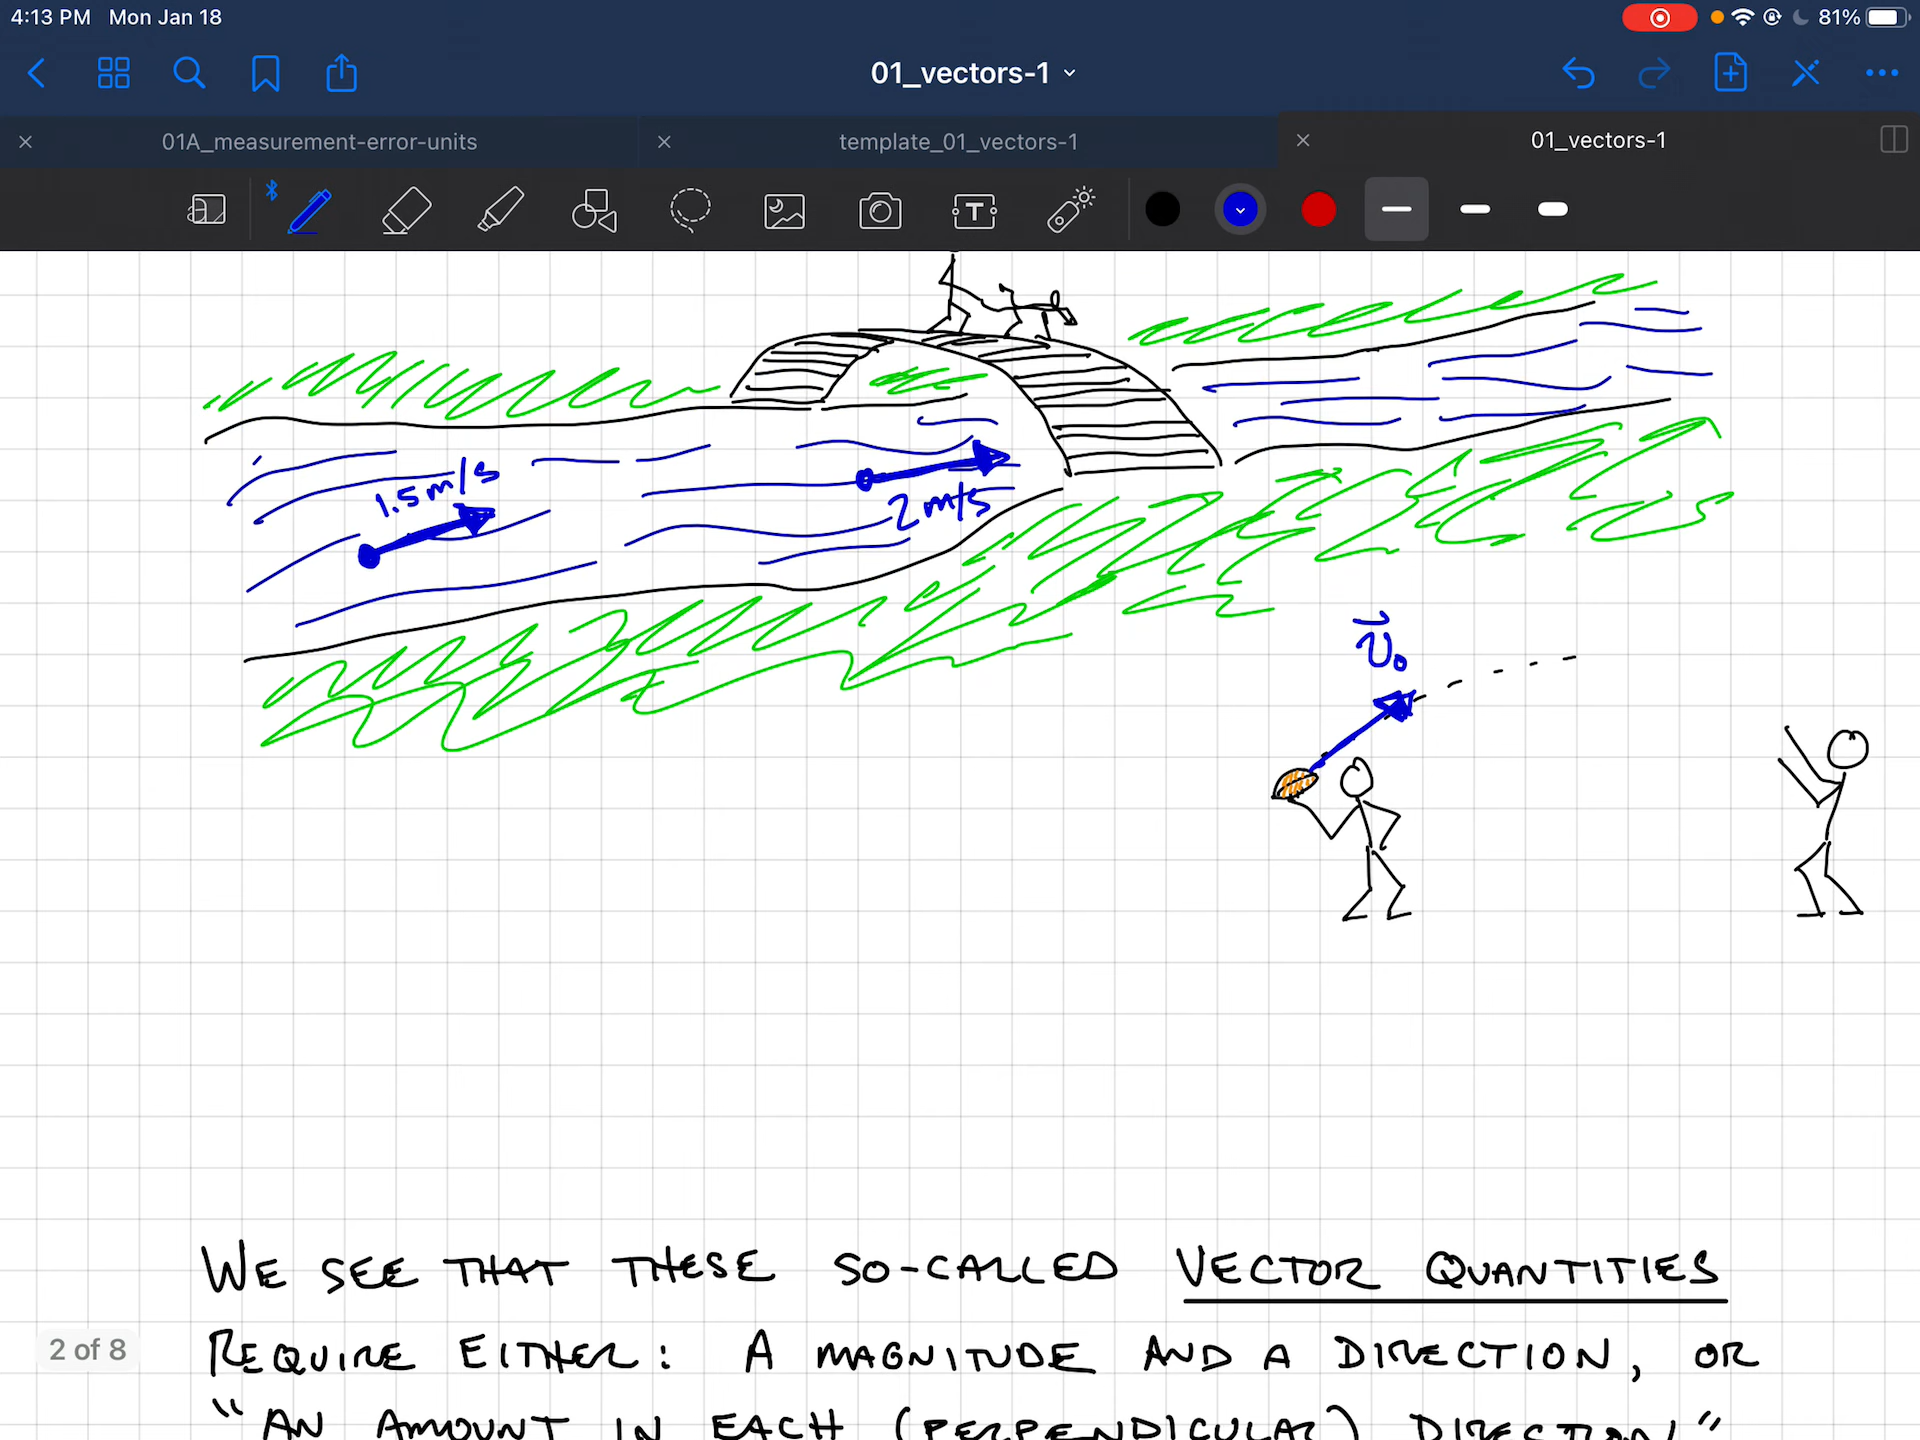 4:13 PM Mon Jan 18
81%
01_vectors-1
01A_measurement-error-units
template_01_vectors-1
01_vectors-1
1.5 m/s
2 m/s
v⃗₀
WE SEE THAT THESE SO-CALLED VECTOR QUANTITIES
2 of 8
REQUIRE EITHER: A MAGNITUDE AND A DIRECTION, OR
"AN AMOUNT IN EACH (PERPENDICULAR) DIRECTION"